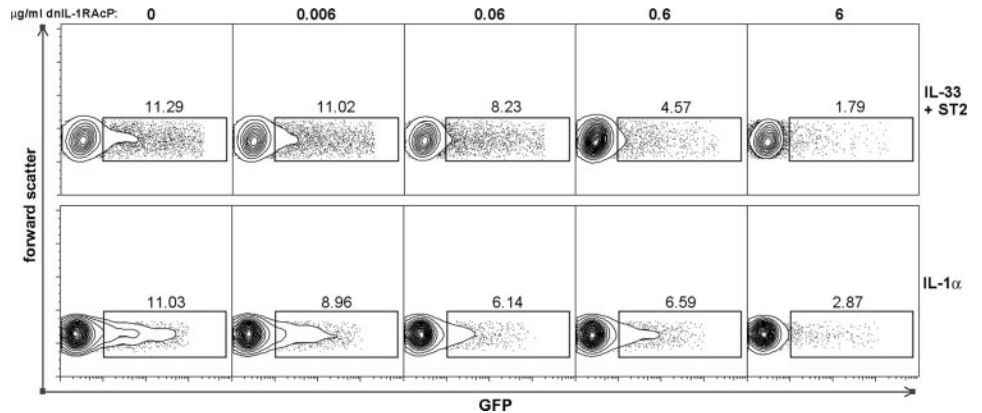 µg/ml dnIL-1RAcP: 0 0.006 0.06 0.6 6
11.29 11.02 8.23 4.57 1.79
IL-33
+ ST2
forward scatter
11.03 8.96 6.14 6.59 2.87
IL-1α
GFP